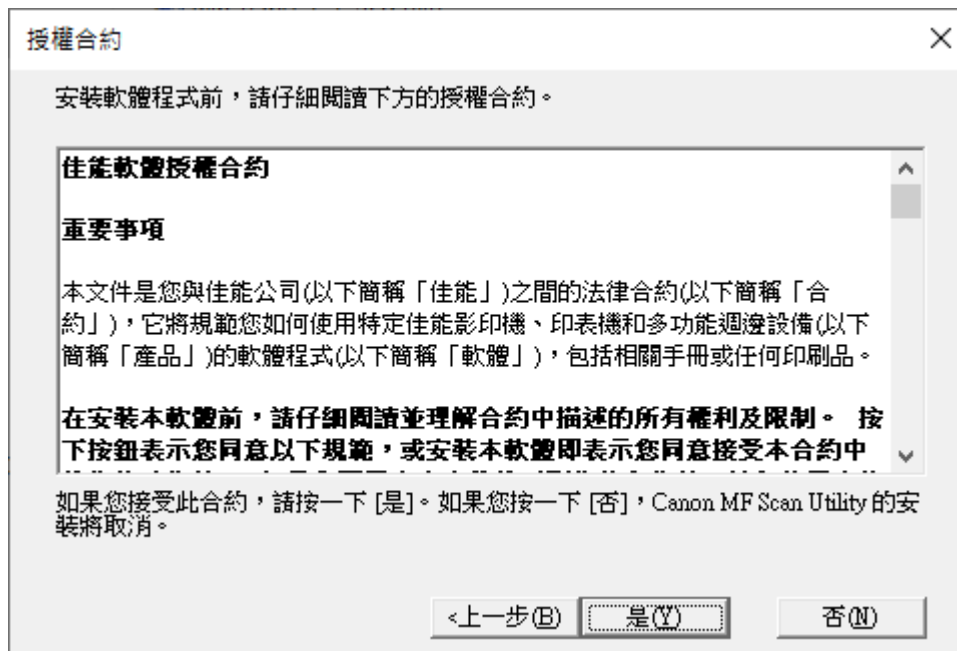 授權合約
安裝軟體程式前，請仔細閱讀下方的授權合約。
佳能軟體授權合約
重要事項
本文件是您與佳能公司(以下簡稱「佳能」)之間的法律合約(以下簡稱「合
約」)，它將規範您如何使用特定佳能影印機、印表機和多功能週邊設備(以下
簡稱「產品」)的軟體程式(以下簡稱「軟體」)，包括相關手冊或任何印刷品。
在安裝本軟體前，請仔細閱讀並理解合約中描述的所有權利及限制。 按
下按鈕表示您同意以下規範，或安裝本軟體即表示您同意接受本合約中
如果您接受此合約，請按一下 [是]。如果您按一下 [否]，Canon MF Scan Utility 的安
裝將取消。
<上一步(B)
是(Y)
否(N)